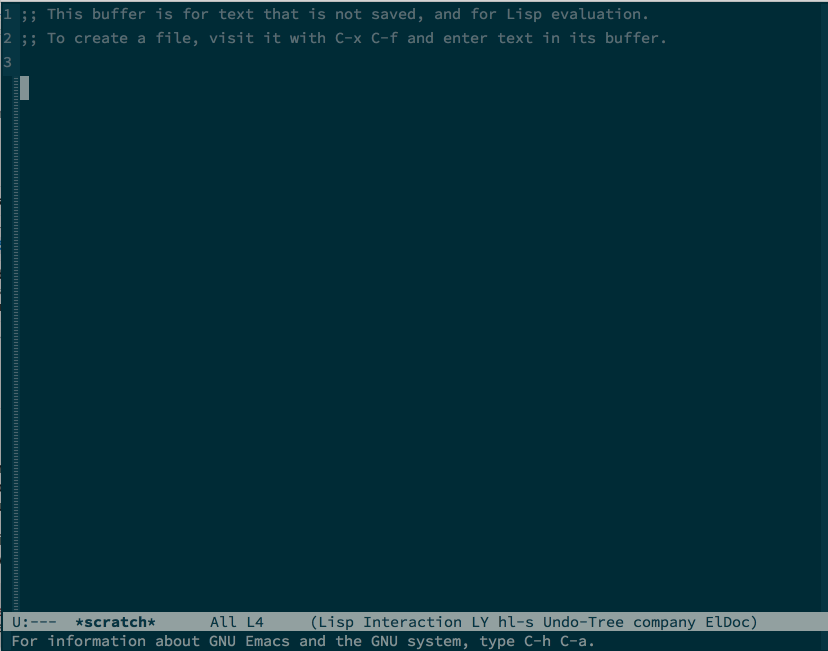 1 ;; This buffer is for text that is not saved, and for Lisp evaluation.
2 ;; To create a file, visit it with C-x C-f and enter text in its buffer.
3
U:---  *scratch*      All L4     (Lisp Interaction LY hl-s Undo-Tree company ElDoc)
For information about GNU Emacs and the GNU system, type C-h C-a.